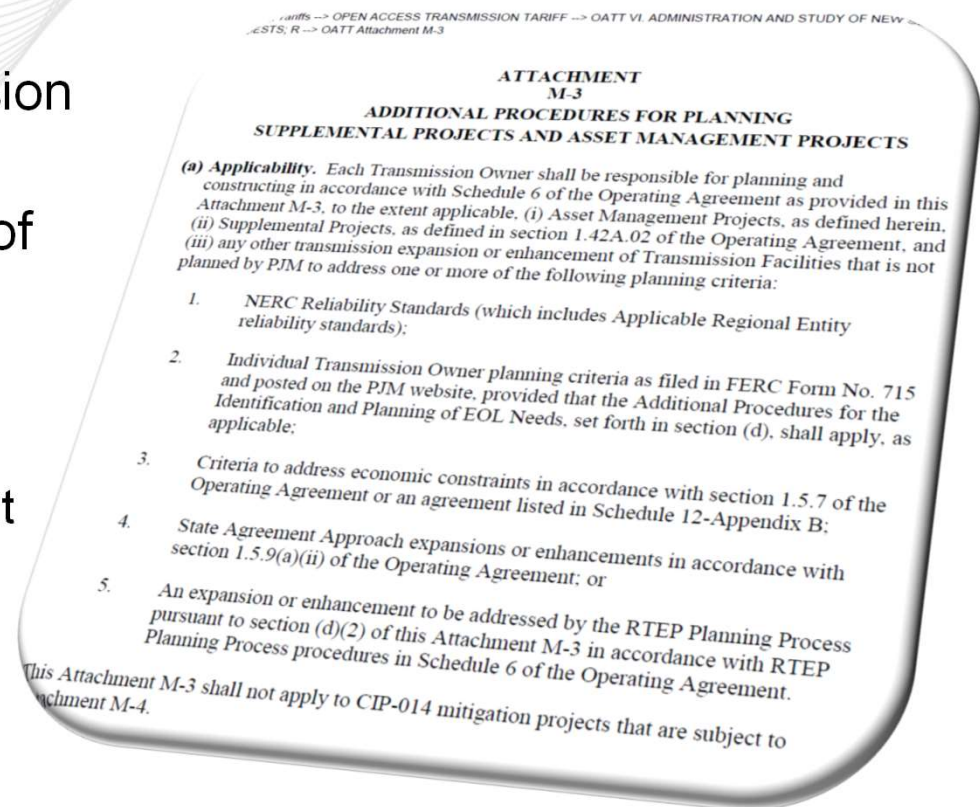 sion
of
t
Tariffs --> OPEN ACCESS TRANSMISSION TARIFF --> OATT VI. ADMINISTRATION AND STUDY OF NEW
R --> OATT Attachment M-3
ATTACHMENT
M-3
ADDITIONAL PROCEDURES FOR PLANNING
SUPPLEMENTAL PROJECTS AND ASSET MANAGEMENT PROJECTS
(a) Applicability. Each Transmission Owner shall be responsible for planning and
constructing in accordance with Schedule 6 of the Operating Agreement as provided in this
Attachment M-3, to the extent applicable, (i) Asset Management Projects, as defined herein,
(ii) Supplemental Projects, as defined in section 1.42A.02 of the Operating Agreement, and
(iii) any other transmission expansion or enhancement of Transmission Facilities that is not
planned by PJM to address one or more of the following planning criteria:
1. NERC Reliability Standards (which includes Applicable Regional Entity
reliability standards);
2. Individual Transmission Owner planning criteria as filed in FERC Form No. 715
and posted on the PJM website, provided that the Additional Procedures for the
Identification and Planning of EOL Needs, set forth in section (d), shall apply, as
applicable;
3. Criteria to address economic constraints in accordance with section 1.5.7 of the
Operating Agreement or an agreement listed in Schedule 12-Appendix B;
4. State Agreement Approach expansions or enhancements in accordance with
section 1.5.9(a)(ii) of the Operating Agreement; or
5. An expansion or enhancement to be addressed by the RTEP Planning Process
pursuant to section (d)(2) of this Attachment M-3 in accordance with RTEP
Planning Process procedures in Schedule 6 of the Operating Agreement.
This Attachment M-3 shall not apply to CIP-014 mitigation projects that are subject to
achment M-4.